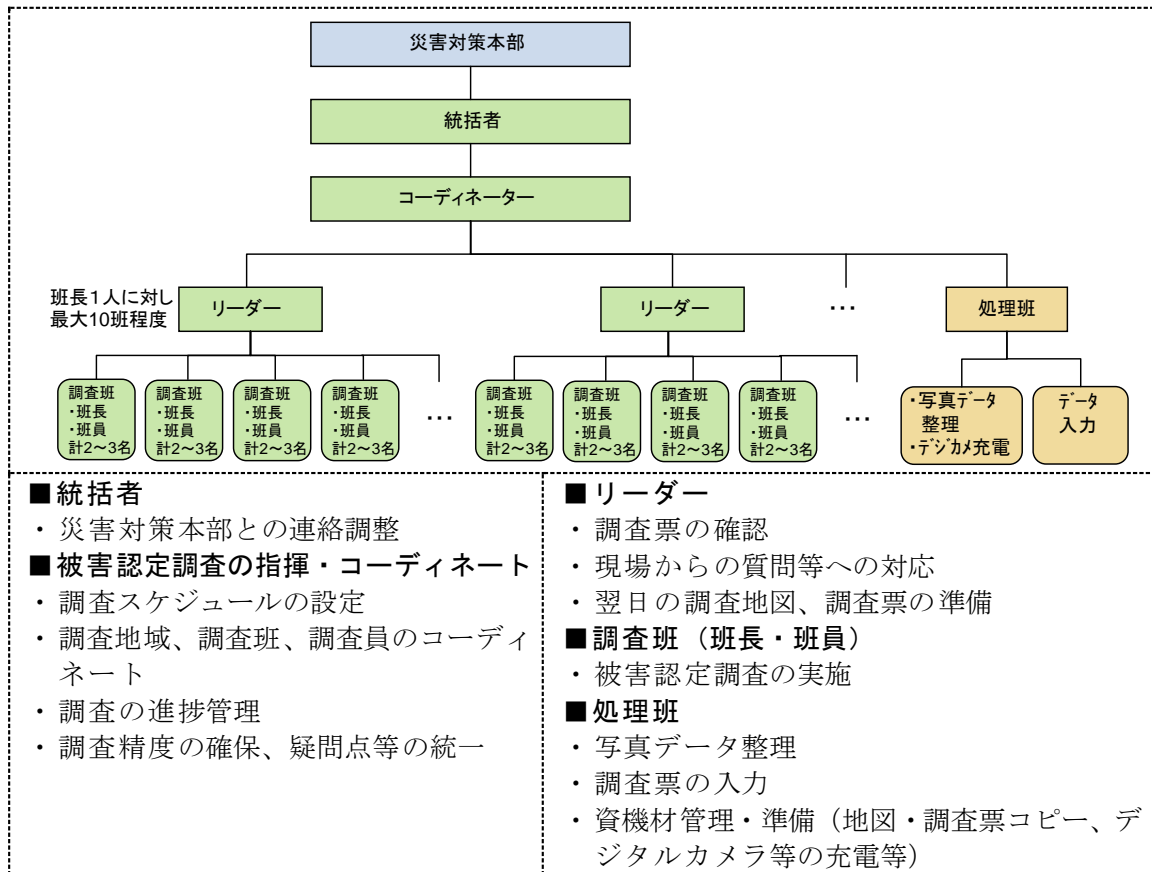 災害対策本部
統括者
コーディネーター
班長1人に対し
最大10班程度
リーダー
リーダー
…
処理班
調査班
・班長
・班員
計2~3名
調査班
・班長
・班員
計2~3名
調査班
・班長
・班員
計2~3名
調査班
・班長
・班員
計2~3名
…
調査班
・班長
・班員
計2~3名
調査班
・班長
・班員
計2~3名
調査班
・班長
・班員
計2~3名
調査班
・班長
・班員
計2~3名
…
・写真データ
整理
・デジカメ充電
データ
入力
■統括者
・災害対策本部との連絡調整
■被害認定調査の指揮・コーディネート
・調査スケジュールの設定
・調査地域、調査班、調査員のコーディ
ネート
・調査の進捗管理
・調査精度の確保、疑問点等の統一
■リーダー
・調査票の確認
・現場からの質問等への対応
・翌日の調査地図、調査票の準備
■調査班（班長・班員）
・被害認定調査の実施
■処理班
・写真データ整理
・調査票の入力
・資機材管理・準備（地図・調査票コピー、デ
ジタルカメラ等の充電等）